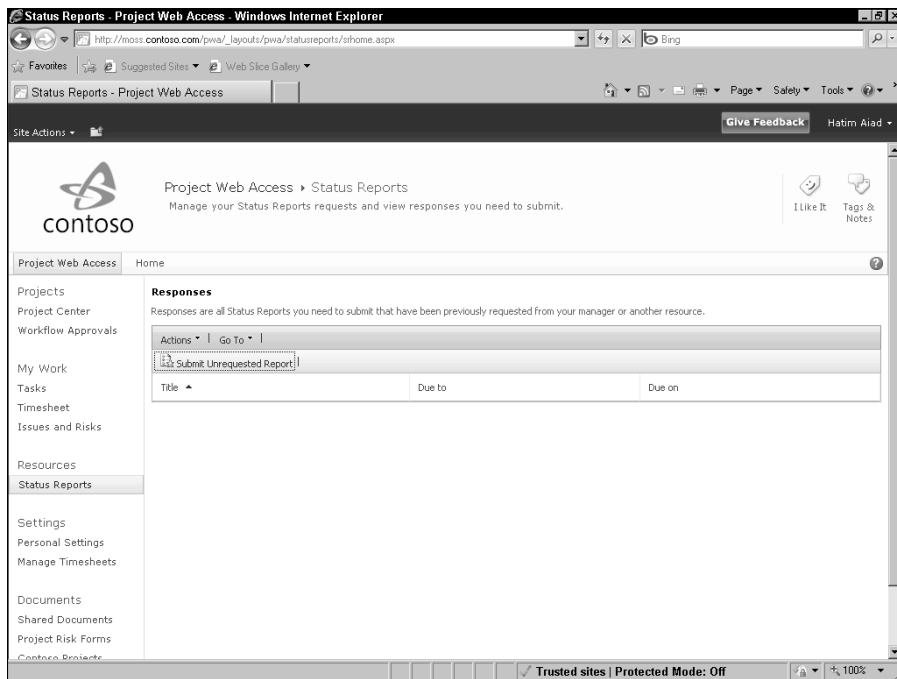 Status Reports - Project Web Access - Windows Internet Explorer
http://moss.contoso.com/pwa/_layouts/pwa/statusreports/srhome.aspx
Bing
Favorites
Suggested Sites
Web Slice Gallery
Status Reports - Project Web Access
Page
Safety
Tools
Site Actions
Give Feedback
Hatim Aiad
contoso
Project Web Access
Status Reports
Manage your Status Reports requests and view responses you need to submit.
I Like It
Tags &
Notes
Project Web Access
Home
Projects
Project Center
Workflow Approvals
My Work
Tasks
Timesheet
Issues and Risks
Resources
Status Reports
Settings
Personal Settings
Manage Timesheets
Documents
Shared Documents
Project Risk Forms
Contoso Projects
Responses
Responses are all Status Reports you need to submit that have been previously requested from your manager or another resource.
Actions
Go To
Submit Unrequested Report
Title
Due to
Due on
Trusted sites | Protected Mode: Off
100%